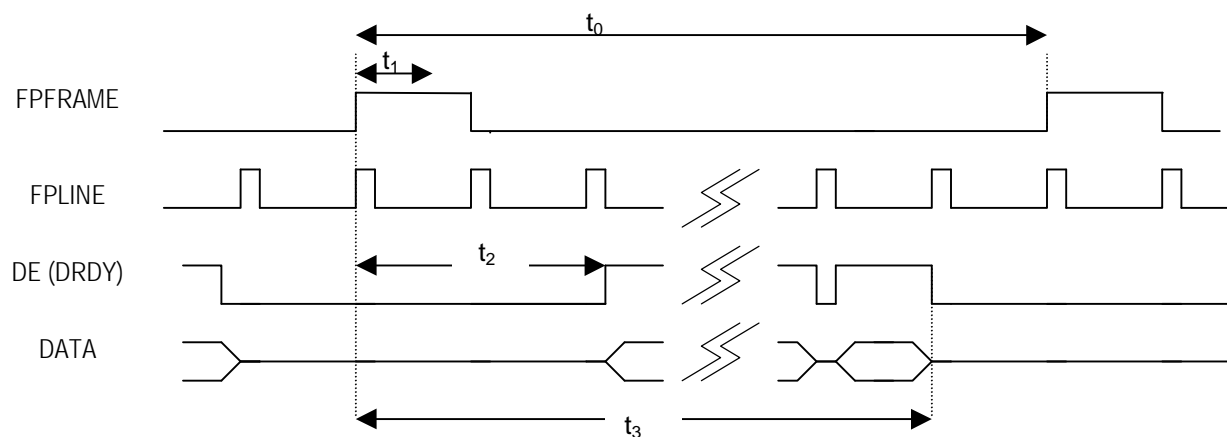 t0
t1
FPFRAME
FPLINE
t2
DE (DRDY)
DATA
t3